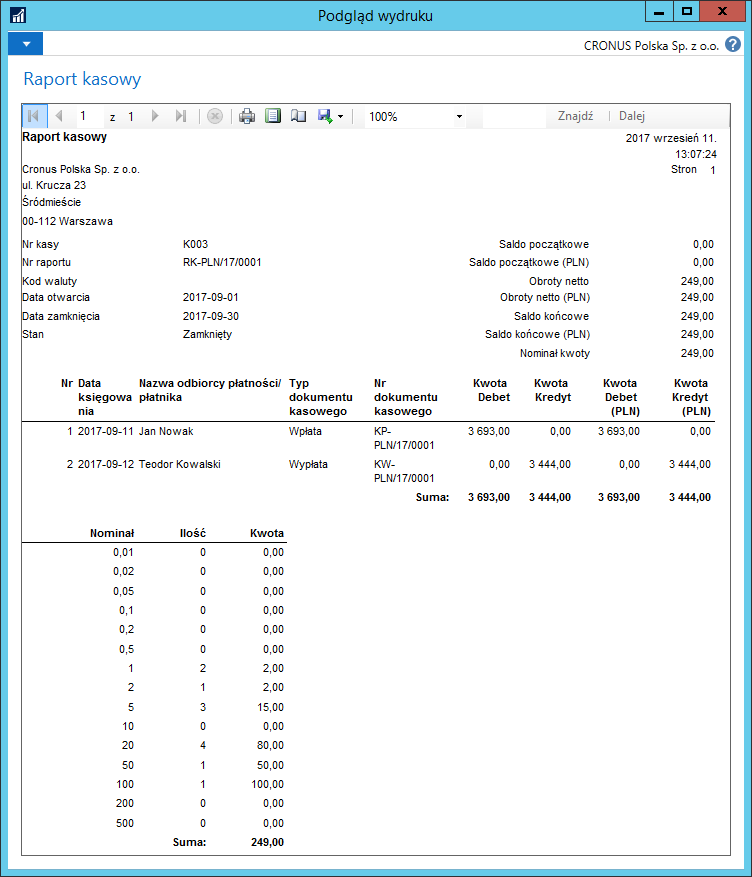 Podgląd wydruku
CRONUS Polska Sp. z o.o.
Raport kasowy
1 z 1 100% Znajdź Dalej
Raport kasowy 2017 wrzesień 11.
13:07:24
Cronus Polska Sp. z o.o. Stron 1
ul. Krucza 23
Śródmieście
00-112 Warszawa
Nr kasy K003 Saldo początkowe 0,00
Nr raportu RK-PLN/17/0001 Saldo początkowe (PLN) 0,00
Kod waluty Obroty netto 249,00
Data otwarcia 2017-09-01 Obroty netto (PLN) 249,00
Data zamknięcia 2017-09-30 Saldo końcowe 249,00
Stan Zamknięty Saldo końcowe (PLN) 249,00
Nominał kwoty 249,00
Nr Data Nazwa odbiorcy płatności/ Typ Nr Kwota Kwota Kwota Kwota
księgowa płatnika dokumentu dokumentu Debet Kredyt Debet Kredyt
nia kasowego kasowego (PLN) (PLN)
1 2017-09-11 Jan Nowak Wpłata KP- 3 693,00 0,00 3 693,00 0,00
PLN/17/0001
2 2017-09-12 Teodor Kowalski Wypłata KW- 0,00 3 444,00 0,00 3 444,00
PLN/17/0001
Suma: 3 693,00 3 444,00 3 693,00 3 444,00
Nominał Ilość Kwota
0,01 0 0,00
0,02 0 0,00
0,05 0 0,00
0,1 0 0,00
0,2 0 0,00
0,5 0 0,00
1 2 2,00
2 1 2,00
5 3 15,00
10 0 0,00
20 4 80,00
50 1 50,00
100 1 100,00
200 0 0,00
500 0 0,00
Suma: 249,00